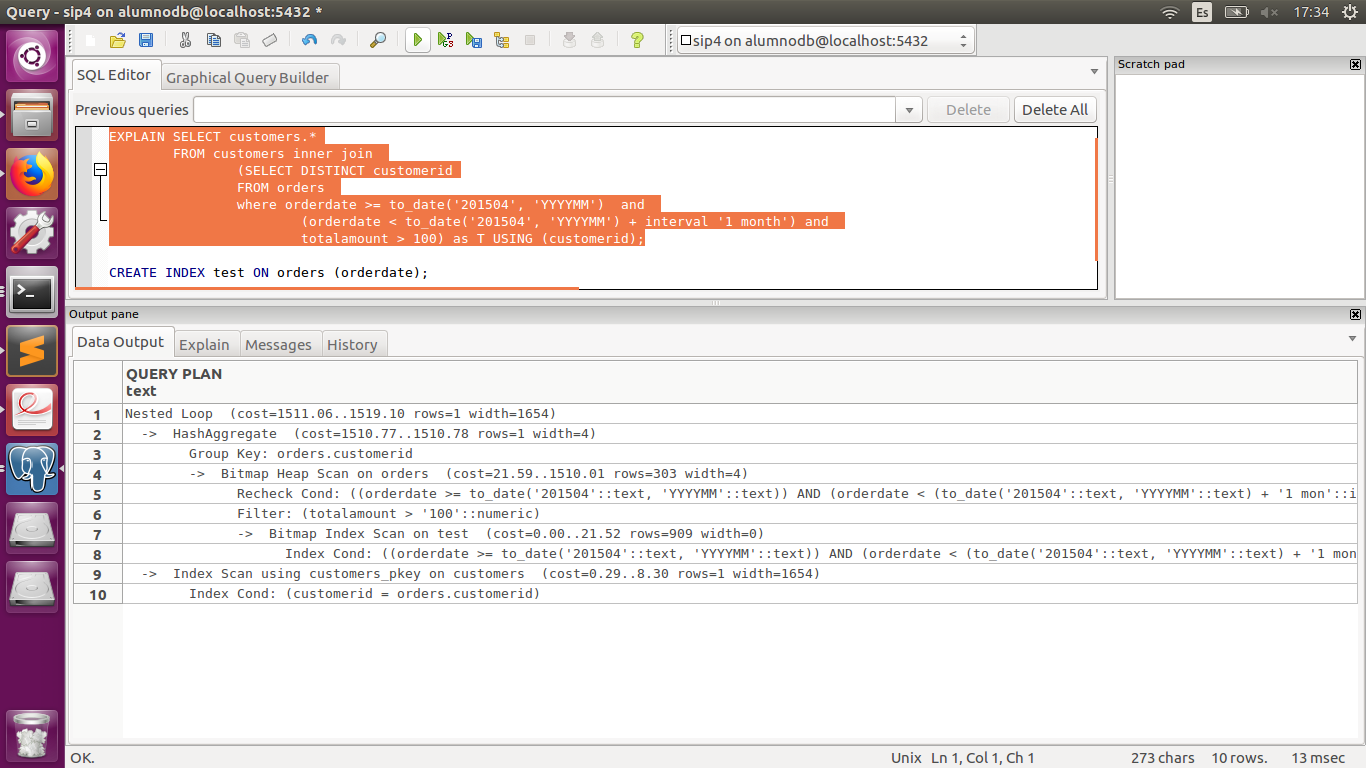 Query - sip4 on alumnodb@localhost:5432 *
Es
17:34
sip4 on alumnodb@localhost:5432
SQL Editor
Graphical Query Builder
Scratch pad
Previous queries
Delete
Delete All
EXPLAIN SELECT customers.*
FROM customers inner join
(SELECT DISTINCT customerid
FROM orders
where orderdate >= to_date('201504', 'YYYYMM') and
(orderdate < to_date('201504', 'YYYYMM') + interval '1 month') and
totalamount > 100) as T USING (customerid);
CREATE INDEX test ON orders (orderdate);
Output pane
Data Output
Explain
Messages
History
QUERY PLAN
text
1 Nested Loop (cost=1511.06..1519.10 rows=1 width=1654)
2 -> HashAggregate (cost=1510.77..1510.78 rows=1 width=4)
3 Group Key: orders.customerid
4 -> Bitmap Heap Scan on orders (cost=21.59..1510.01 rows=303 width=4)
5 Recheck Cond: ((orderdate >= to_date('201504'::text, 'YYYYMM'::text)) AND (orderdate < (to_date('201504'::text, 'YYYYMM'::text) + '1 mon'::i
6 Filter: (totalamount > '100'::numeric)
7 -> Bitmap Index Scan on test (cost=0.00..21.52 rows=909 width=0)
8 Index Cond: ((orderdate >= to_date('201504'::text, 'YYYYMM'::text)) AND (orderdate < (to_date('201504'::text, 'YYYYMM'::text) + '1 mon
9 -> Index Scan using customers_pkey on customers (cost=0.29..8.30 rows=1 width=1654)
10 Index Cond: (customerid = orders.customerid)
OK.
Unix
Ln 1, Col 1, Ch 1
273 chars
10 rows.
13 msec